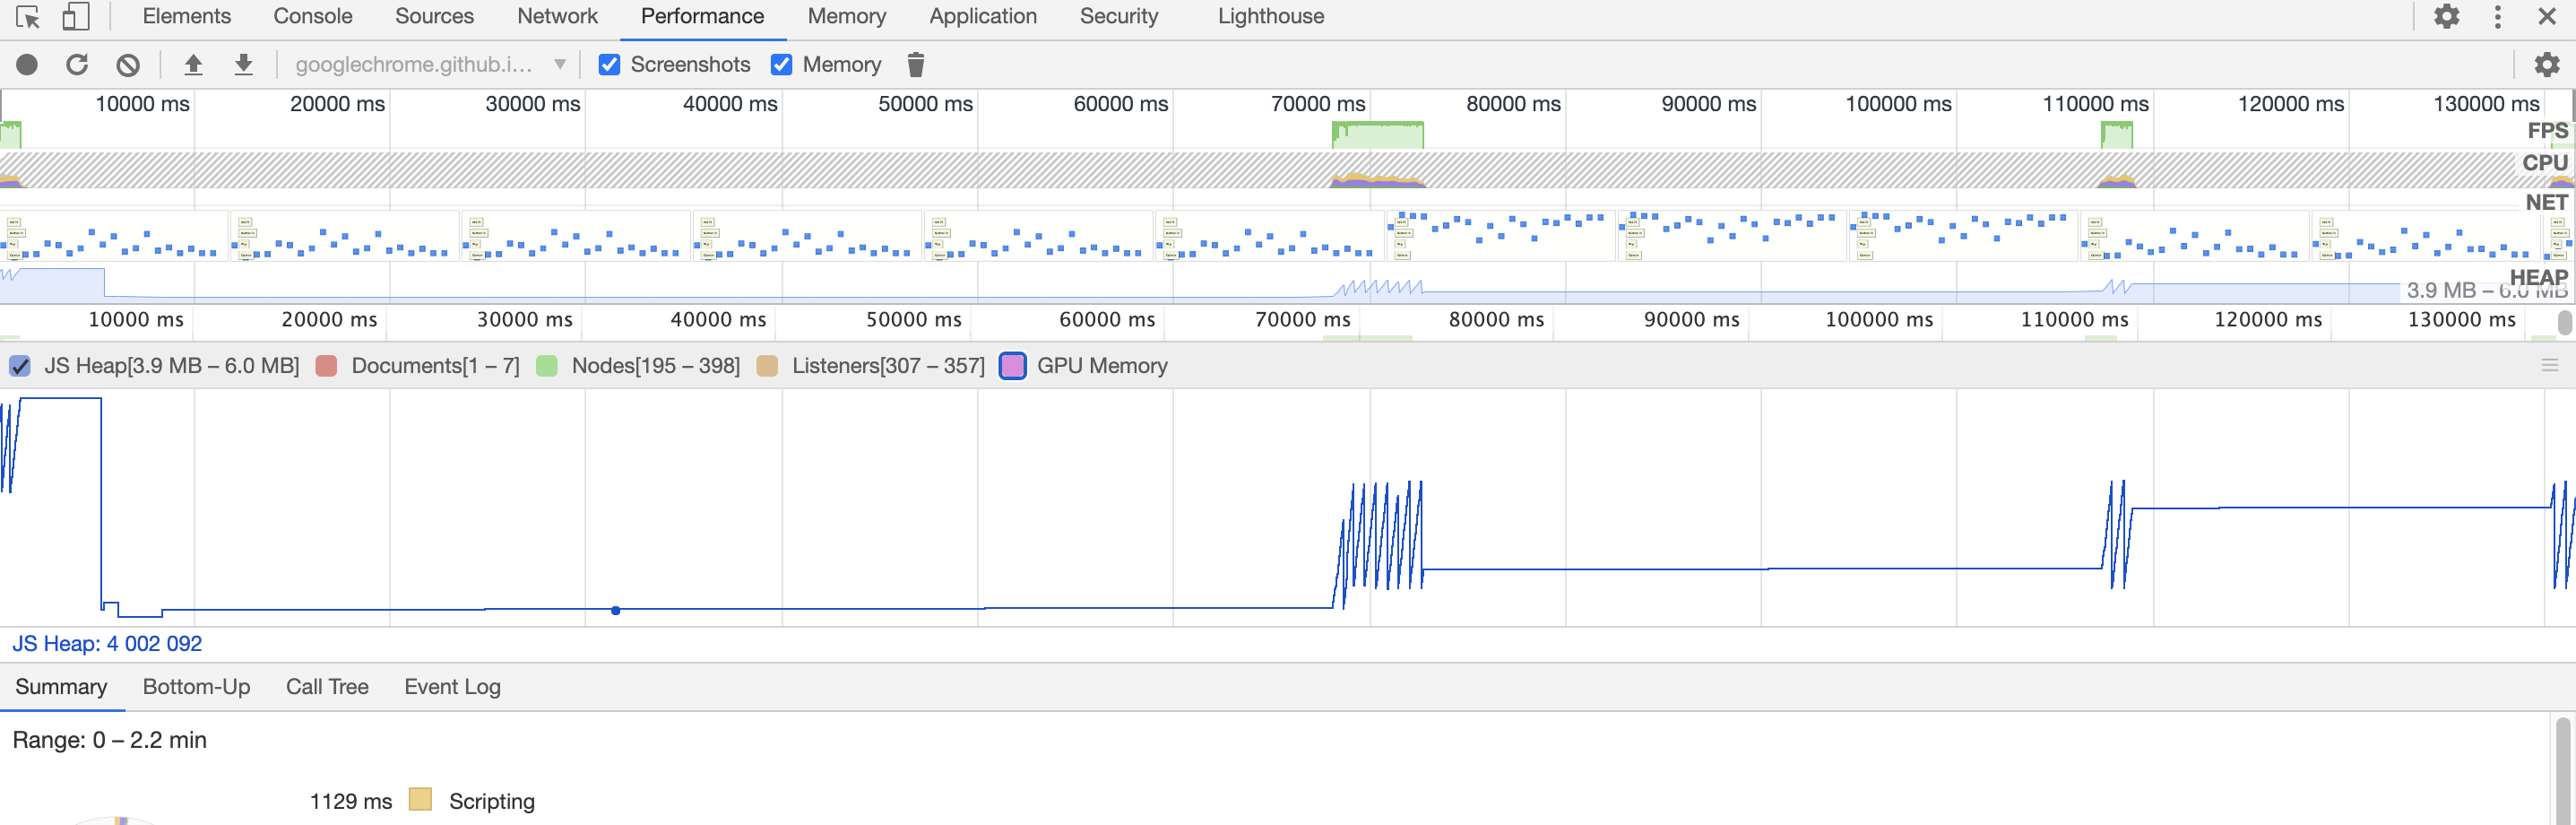 Elements Console Sources Network Performance Memory Application Security Lighthouse
googlechrome.github.i... Screenshots Memory
10000 ms 20000 ms 30000 ms 40000 ms 50000 ms 60000 ms 70000 ms 80000 ms 90000 ms 100000 ms 110000 ms 120000 ms 130000 ms
FPS
CPU
NET
HEAP
3.9 MB – 6.0 MB
10000 ms 20000 ms 30000 ms 40000 ms 50000 ms 60000 ms 70000 ms 80000 ms 90000 ms 100000 ms 110000 ms 120000 ms 130000 ms
JS Heap[3.9 MB – 6.0 MB] Documents[1 – 7] Nodes[195 – 398] Listeners[307 – 357] GPU Memory
JS Heap: 4 002 092
Summary Bottom-Up Call Tree Event Log
Range: 0 – 2.2 min
1129 ms Scripting